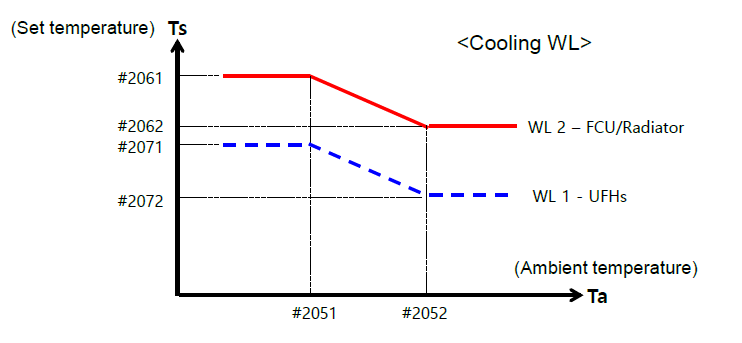 (Set temperature) Ts
<Cooling WL>
#2061
#2062
WL 2 – FCU/Radiator
#2071
#2072
WL 1 - UFHs
(Ambient temperature)
Ta
#2051
#2052